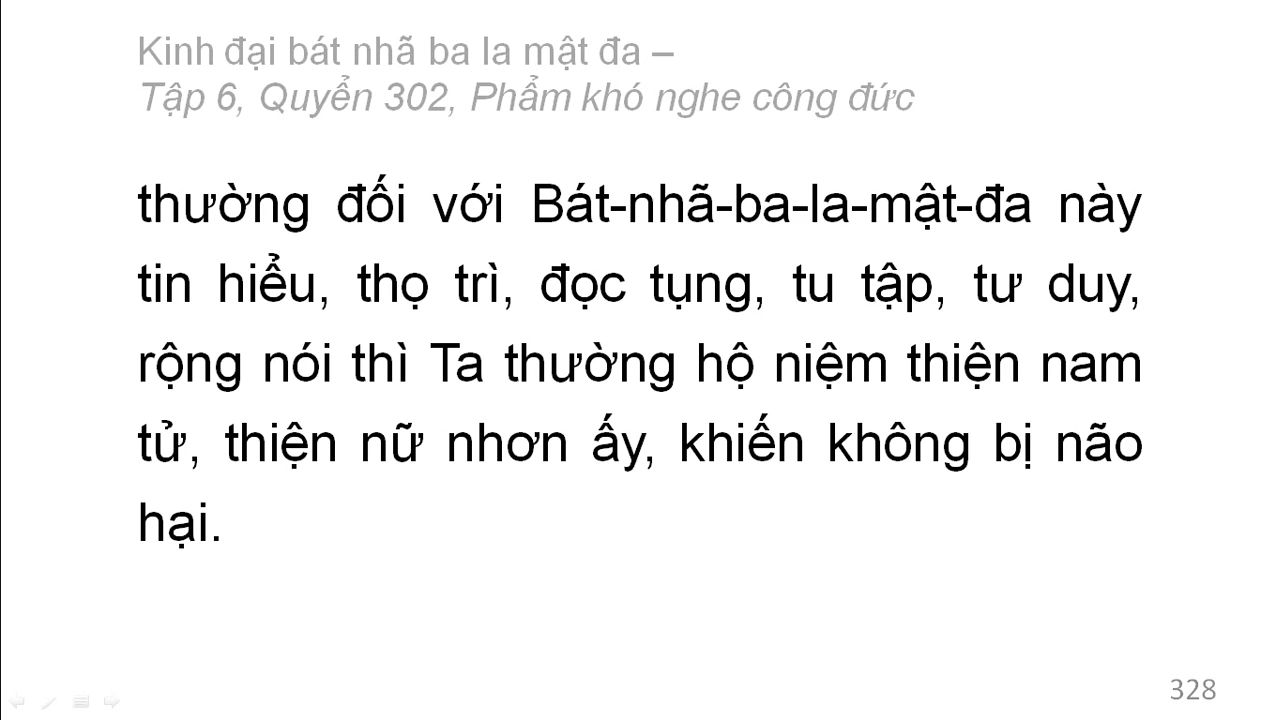 Kinh đại bát nhã ba la mật đa –
Tập 6, Quyển 302, Phẩm khó nghe công đức
thường đối với Bát-nhã-ba-la-mật-đa này
tin hiểu, thọ trì, đọc tụng, tu tập, tư duy,
rộng nói thì Ta thường hộ niệm thiện nam
tử, thiện nữ nhơn ấy, khiến không bị não
hại.
328